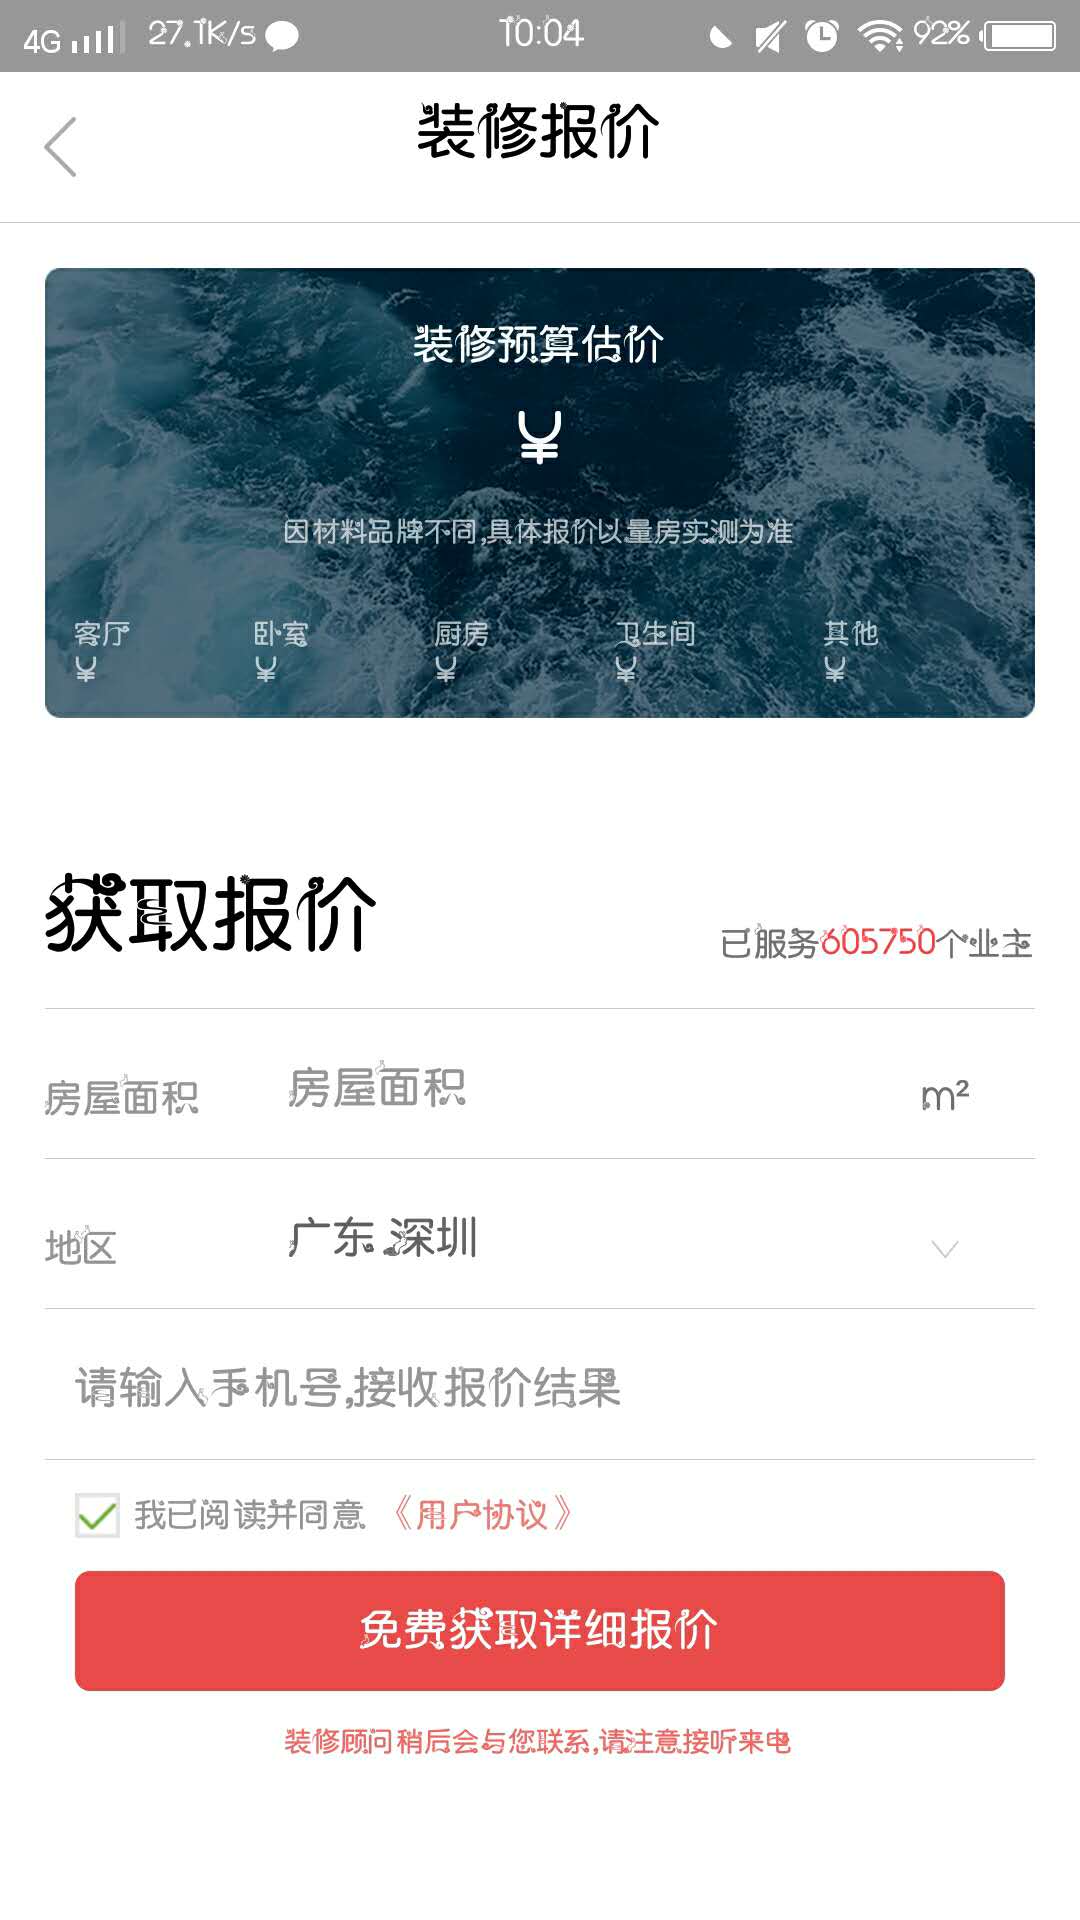 4G 27.1K/s 10:04 92%
装修报价
装修预算估价
¥
因材料品牌不同,具体报价以量房实测为准
客厅 卧室 厨房 卫生间 其他
¥ ¥ ¥ ¥ ¥
获取报价 已服务605750个业主
房屋面积 房屋面积 m²
地区 广东 深圳
请输入手机号,接收报价结果
我已阅读并同意《用户协议》
免费获取详细报价
装修顾问稍后会与您联系,请注意接听来电